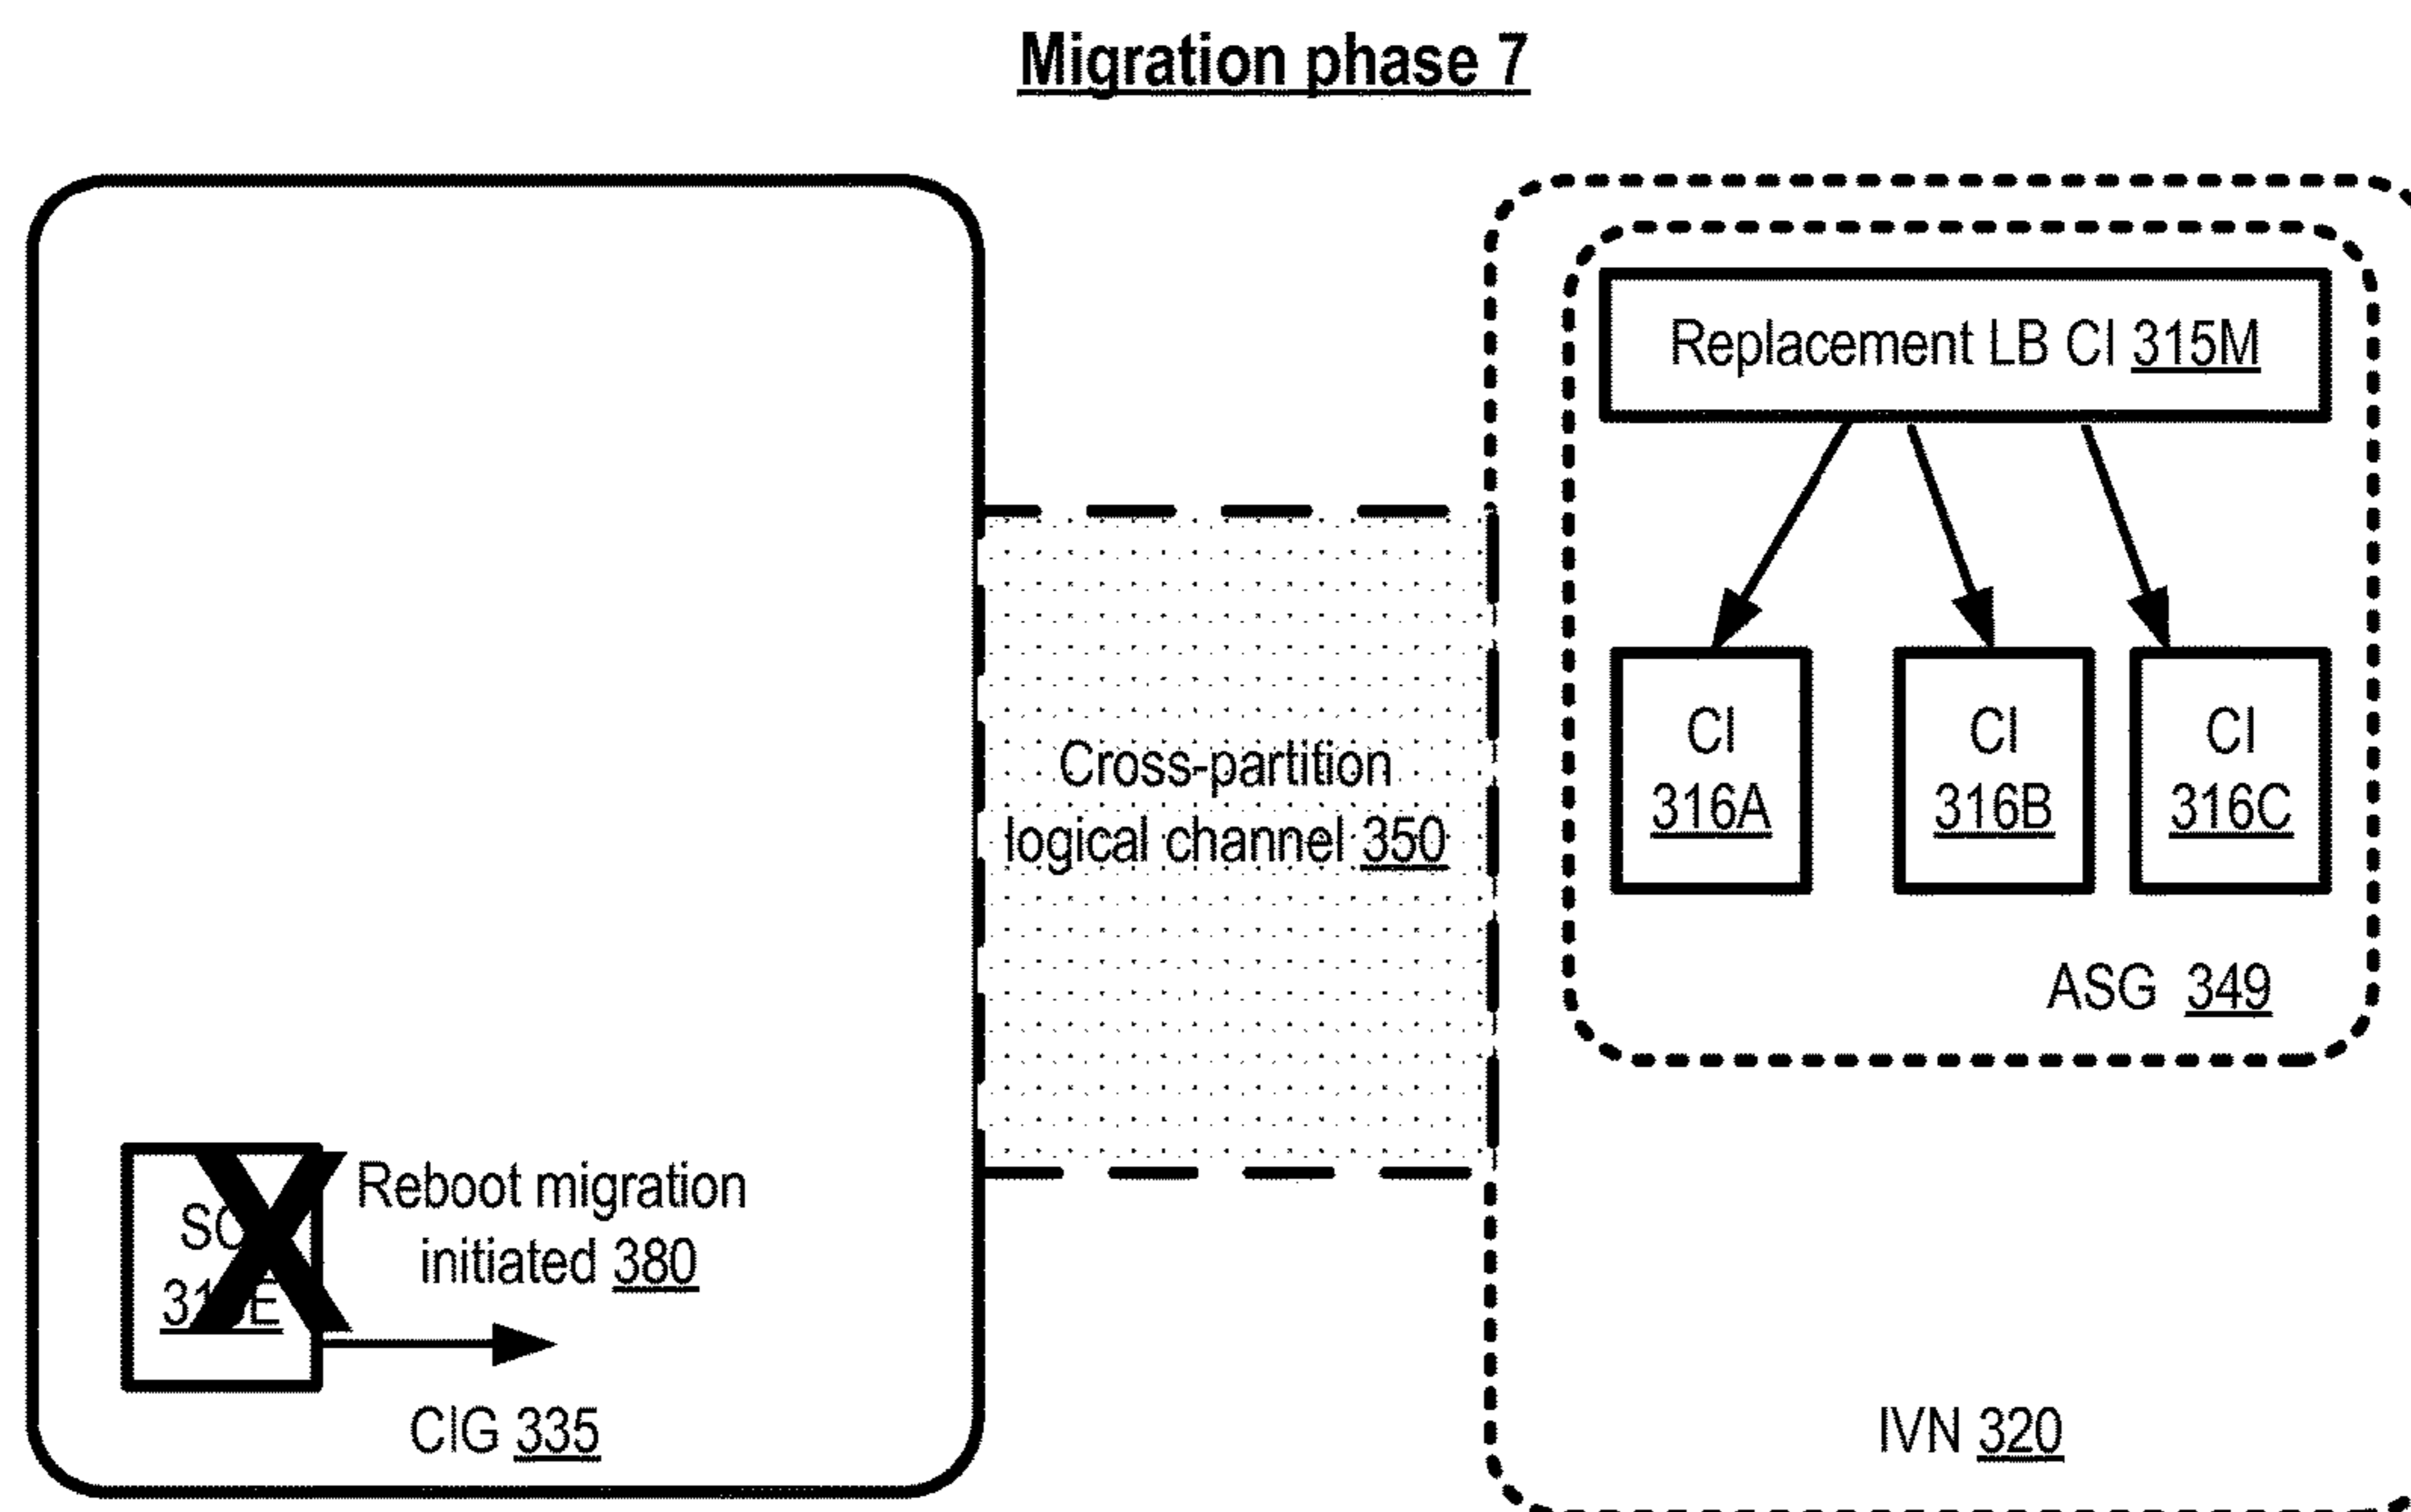 Migration phase 7
Replacement LB CI 315M
CI
316A
CI
316B
CI
316C
Cross-partition
logical channel 350
ASG 349
Reboot migration
initiated 380
CIG 335
IVN 320